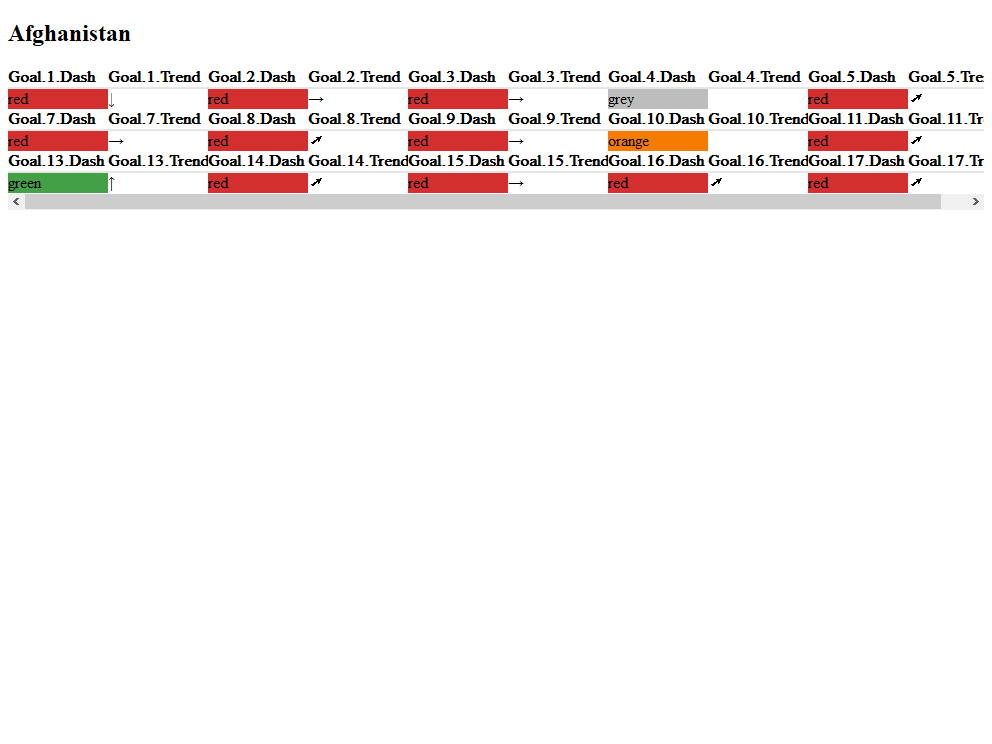 Afghanistan
Goal.1.Dash Goal.1.Trend Goal.2.Dash Goal.2.Trend Goal.3.Dash Goal.3.Trend Goal.4.Dash Goal.4.Trend Goal.5.Dash Goal.5.Tre
red ↓ red → red → grey red ➚
Goal.7.Dash Goal.7.Trend Goal.8.Dash Goal.8.Trend Goal.9.Dash Goal.9.Trend Goal.10.Dash Goal.10.Trend Goal.11.Dash Goal.11.Tr
red → red ➚ red → orange red ➚
Goal.13.Dash Goal.13.Trend Goal.14.Dash Goal.14.Trend Goal.15.Dash Goal.15.Trend Goal.16.Dash Goal.16.Trend Goal.17.Dash Goal.17.Tr
green ↑ red ➚ red → red ➚ red ➚